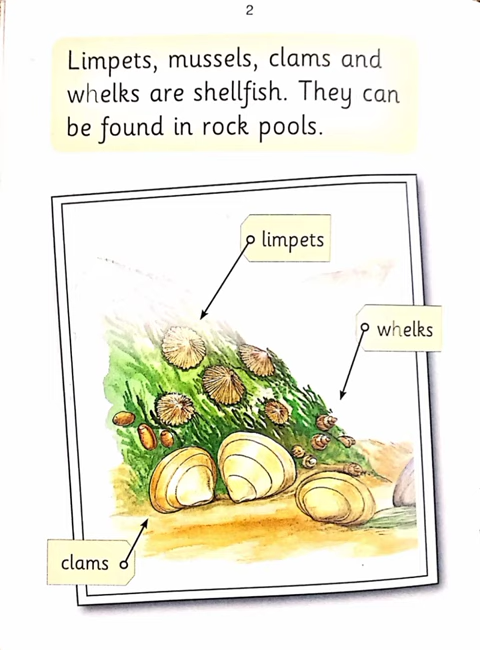 2
Limpets, mussels, clams and
whelks are shellfish. They can
be found in rock pools.
limpets
whelks
clams